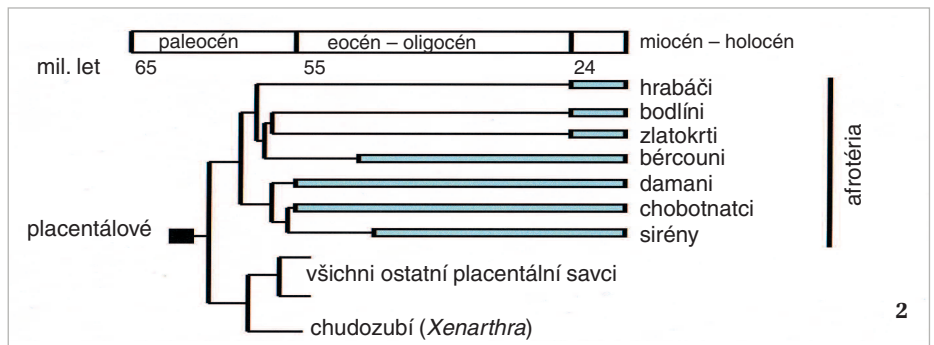 paleocén eocén – oligocén miocén – holocén
mil. let 65 55 24
hrabáči
bodlíni
zlatokrti
bércouni
damani
chobotnatci
sirény
afrotéria
placentálové
všichni ostatní placentální savci
chudozubí (Xenarthra)
2